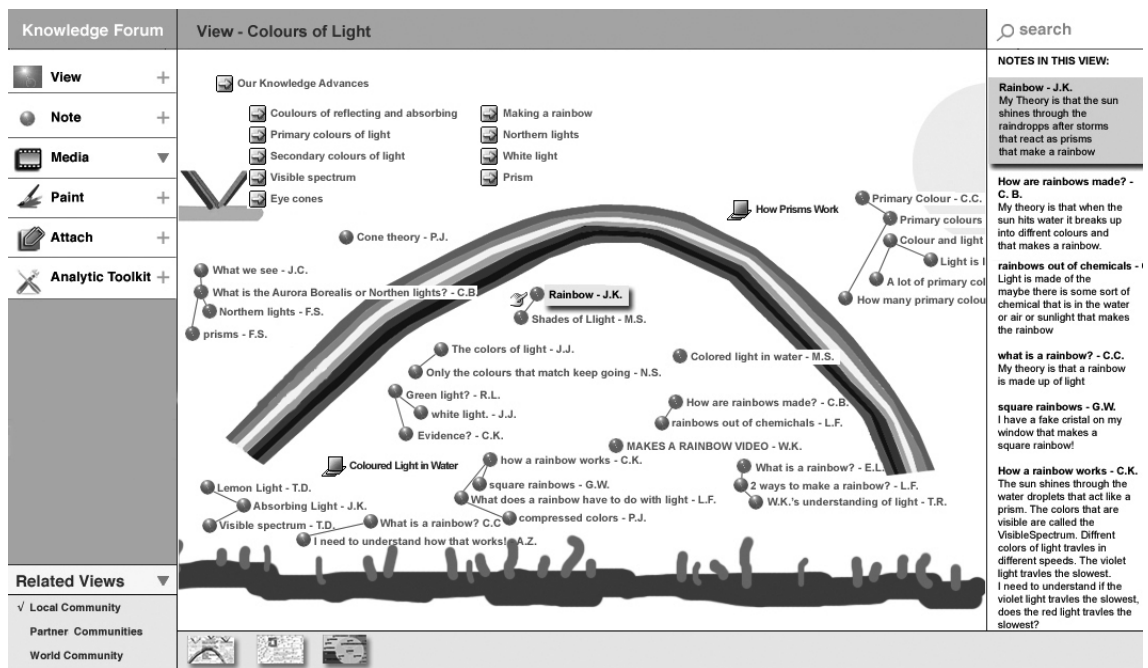 Knowledge Forum
View - Colours of Light
search
View
Note
Media
Paint
Attach
Analytic Toolkit
Our Knowledge Advances
Coulours of reflecting and absorbing
Primary colours of light
Secondary colours of light
Visible spectrum
Eye cones
Making a rainbow
Northern lights
White light
Prism
How Prisms Work
Primary Colour - C.C.
Primary colours
Colour and light
Light is
A lot of primary col
How many primary colou
Cone theory - P.J.
What we see - J.C.
What is the Aurora Borealis or Northen lights? - C.B.
Northern lights - F.S.
prisms - F.S.
Rainbow - J.K.
Shades of Llight - M.S.
The colors of light - J.J.
Only the colours that match keep going - N.S.
Colored light in water - M.S.
Green light? - R.L.
white light. - J.J.
Evidence? - C.K.
How are rainbows made? - C.B.
rainbows out of chemichals - L.F.
MAKES A RAINBOW VIDEO - W.K.
Coloured Light in Water
how a rainbow works - C.K.
square rainbows - G.W.
What does a rainbow have to do with light - L.F.
compressed colors - P.J.
What is a rainbow? - E.L.
2 ways to make a rainbow? - L.F.
W.K.'s understanding of light - T.R.
Lemon Light - T.D.
Absorbing Light - J.K.
Visible spectrum - T.D.
What is a rainbow? C.C
I need to understand how that works! A.Z.
Related Views
√ Local Community
Partner Communities
World Community
NOTES IN THIS VIEW:
Rainbow - J.K.
My Theory is that the sun
shines through the
raindropps after storms
that react as prisms
that make a rainbow
How are rainbows made? -
C. B.
My theory is that when the
sun hits water it breaks up
into diffrent colours and
that makes a rainbow.
rainbows out of chemicals -
Light is made of the
maybe there is some sort of
chemical that is in the water
or air or sunlight that makes
the rainbow
what is a rainbow? - C.C.
My theory is that a rainbow
is made up of light
square rainbows - G.W.
I have a fake cristal on my
window that makes a
square rainbow!
How a rainbow works - C.K.
The sun shines through the
water droplets that act like a
prism. The colors that are
visible are called the
VisibleSpectrum. Diffrent
colors of light travles in
different speeds. The violet
light travles the slowest.
I need to understand if the
violet light travles the slowest,
does the red light travles the
slowest?